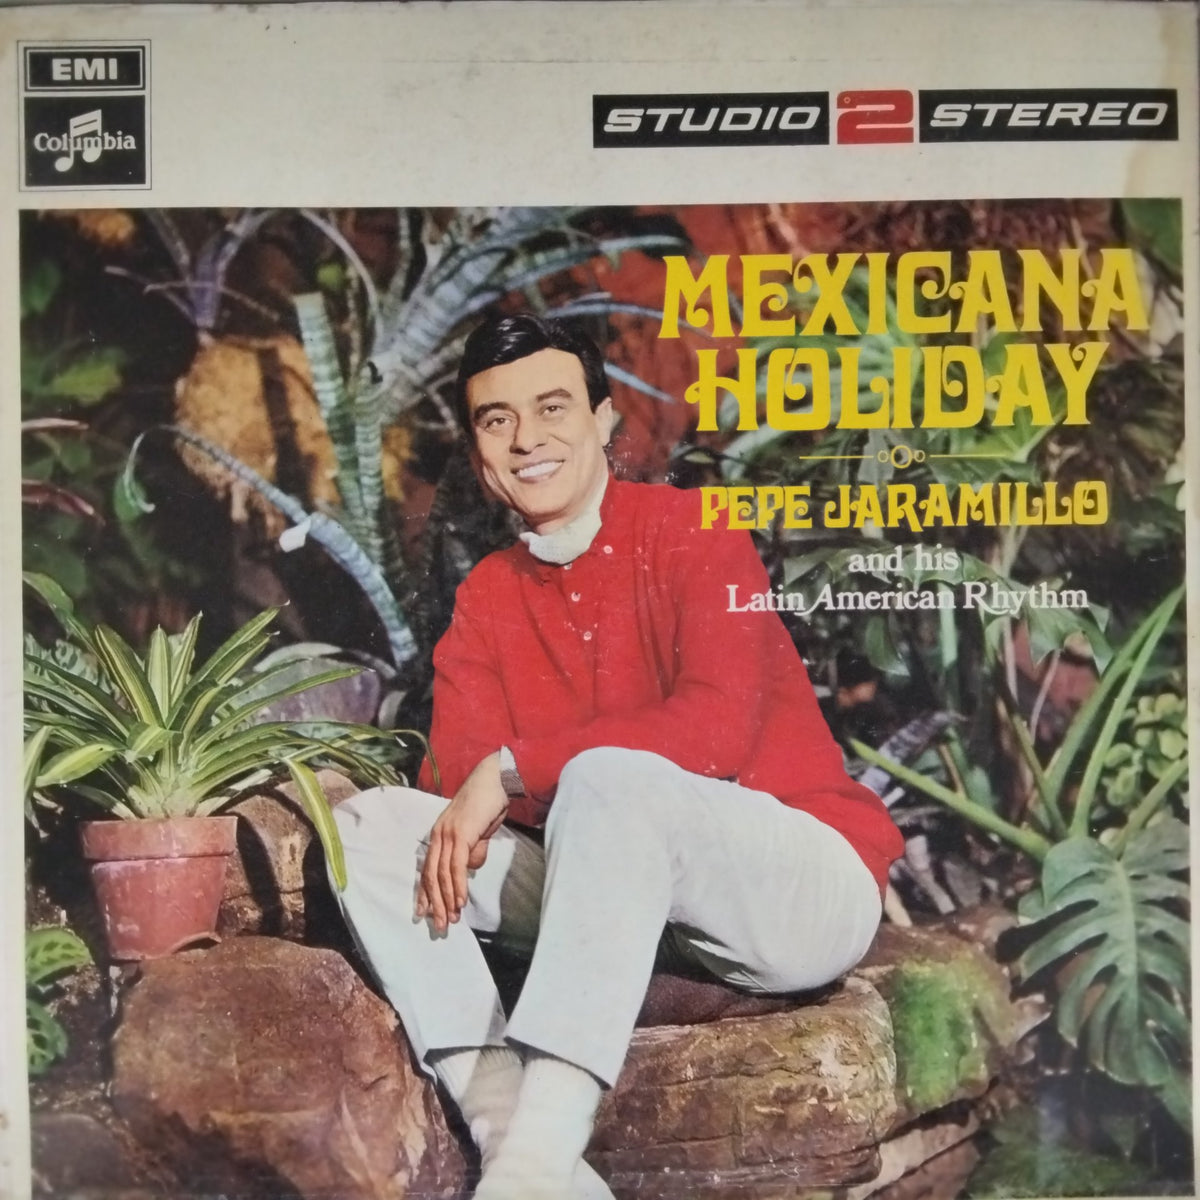 EMI
Columbia
STUDIO 2 STEREO
MEXICANA
HOLIDAY
PEPE JARAMILLO
and his
Latin American Rhythm